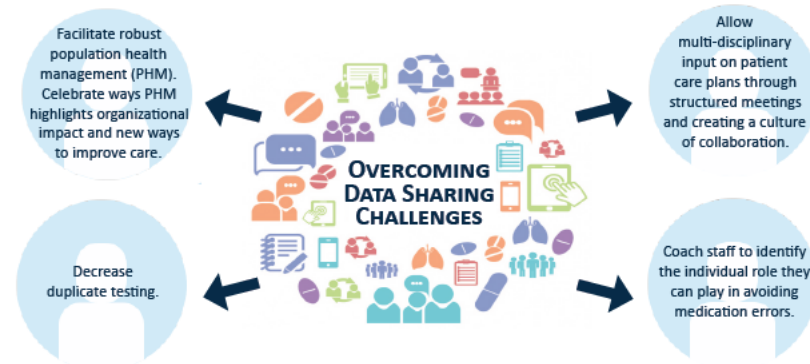 Facilitate robust
population health
management (PHM).
Celebrate ways PHM
highlights organizational
impact and new ways
to improve care.
Allow
multi-disciplinary
input on patient
care plans through
structured meetings
and creating a culture
of collaboration.
OVERCOMING
DATA SHARING
CHALLENGES
Decrease
duplicate testing.
Coach staff to identify
the individual role they
can play in avoiding
medication errors.